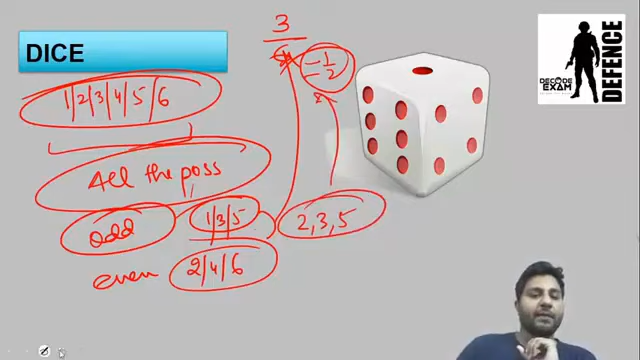 DICE
3
6
= 1/2
1/2/3/4/5/6
All the poss
odd 1/3/5
2,3,5
even 2/4/6
DECODE EXAM
DEFENCE